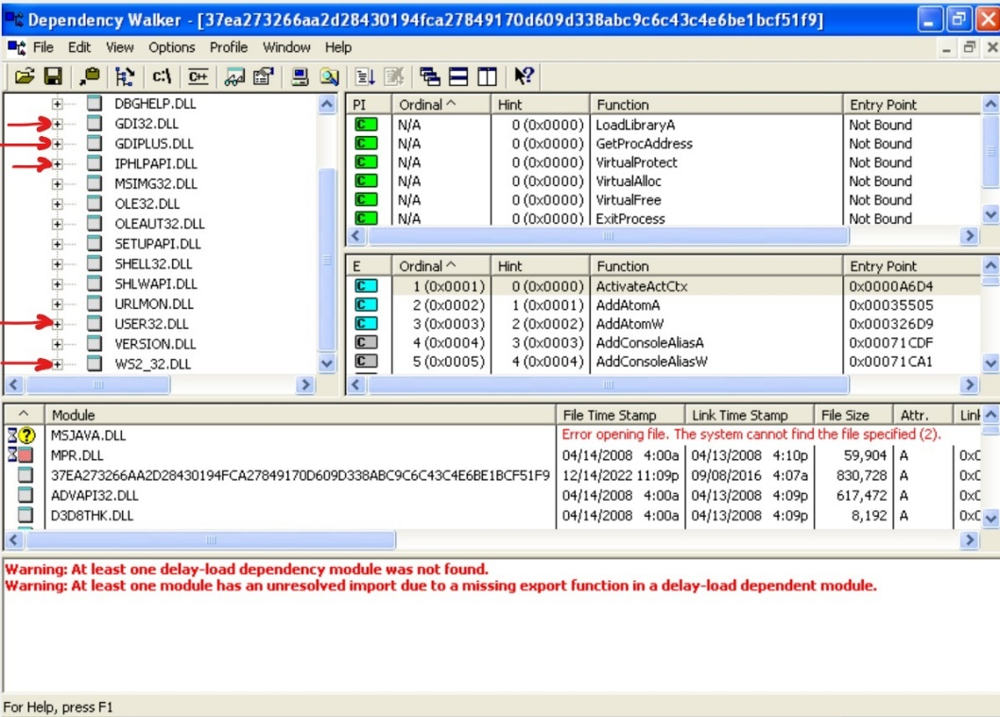 Dependency Walker - [37ea273266aa2d28430194fca27849170d609d338abc9c6c43c4e6be1bcf51f9]
File Edit View Options Profile Window Help
C:\ C++
DBGHELP.DLL
GDI32.DLL
GDIPLUS.DLL
IPHLPAPI.DLL
MSIMG32.DLL
OLE32.DLL
OLEAUT32.DLL
SETUPAPI.DLL
SHELL32.DLL
SHLWAPI.DLL
URLMON.DLL
USER32.DLL
VERSION.DLL
WS2_32.DLL
PI Ordinal ^ Hint Function Entry Point
C N/A 0 (0x0000) LoadLibraryA Not Bound
C N/A 0 (0x0000) GetProcAddress Not Bound
C N/A 0 (0x0000) VirtualProtect Not Bound
C N/A 0 (0x0000) VirtualAlloc Not Bound
C N/A 0 (0x0000) VirtualFree Not Bound
C N/A 0 (0x0000) ExitProcess Not Bound
E Ordinal ^ Hint Function Entry Point
C 1 (0x0001) 0 (0x0000) ActivateActCtx 0x0000A6D4
C 2 (0x0002) 1 (0x0001) AddAtomA 0x00035505
C 3 (0x0003) 2 (0x0002) AddAtomW 0x000326D9
C 4 (0x0004) 3 (0x0003) AddConsoleAliasA 0x00071CDF
C 5 (0x0005) 4 (0x0004) AddConsoleAliasW 0x00071CA1
^ Module File Time Stamp Link Time Stamp File Size Attr. Link
? MSJAVA.DLL Error opening file. The system cannot find the file specified (2).
MPR.DLL 04/14/2008 4:00a 04/13/2008 4:10p 59,904 A 0x0
37EA273266AA2D28430194FCA27849170D609D338ABC9C6C43C4E6BE1BCF51F9 12/14/2022 11:09p 09/08/2016 4:07a 830,728 A 0x0
ADVAPI32.DLL 04/14/2008 4:00a 04/13/2008 4:09p 617,472 A 0x0
D3D8THK.DLL 04/14/2008 4:00a 04/13/2008 4:09p 8,192 A 0x0
Warning: At least one delay-load dependency module was not found.
Warning: At least one module has an unresolved import due to a missing export function in a delay-load dependent module.
For Help, press F1